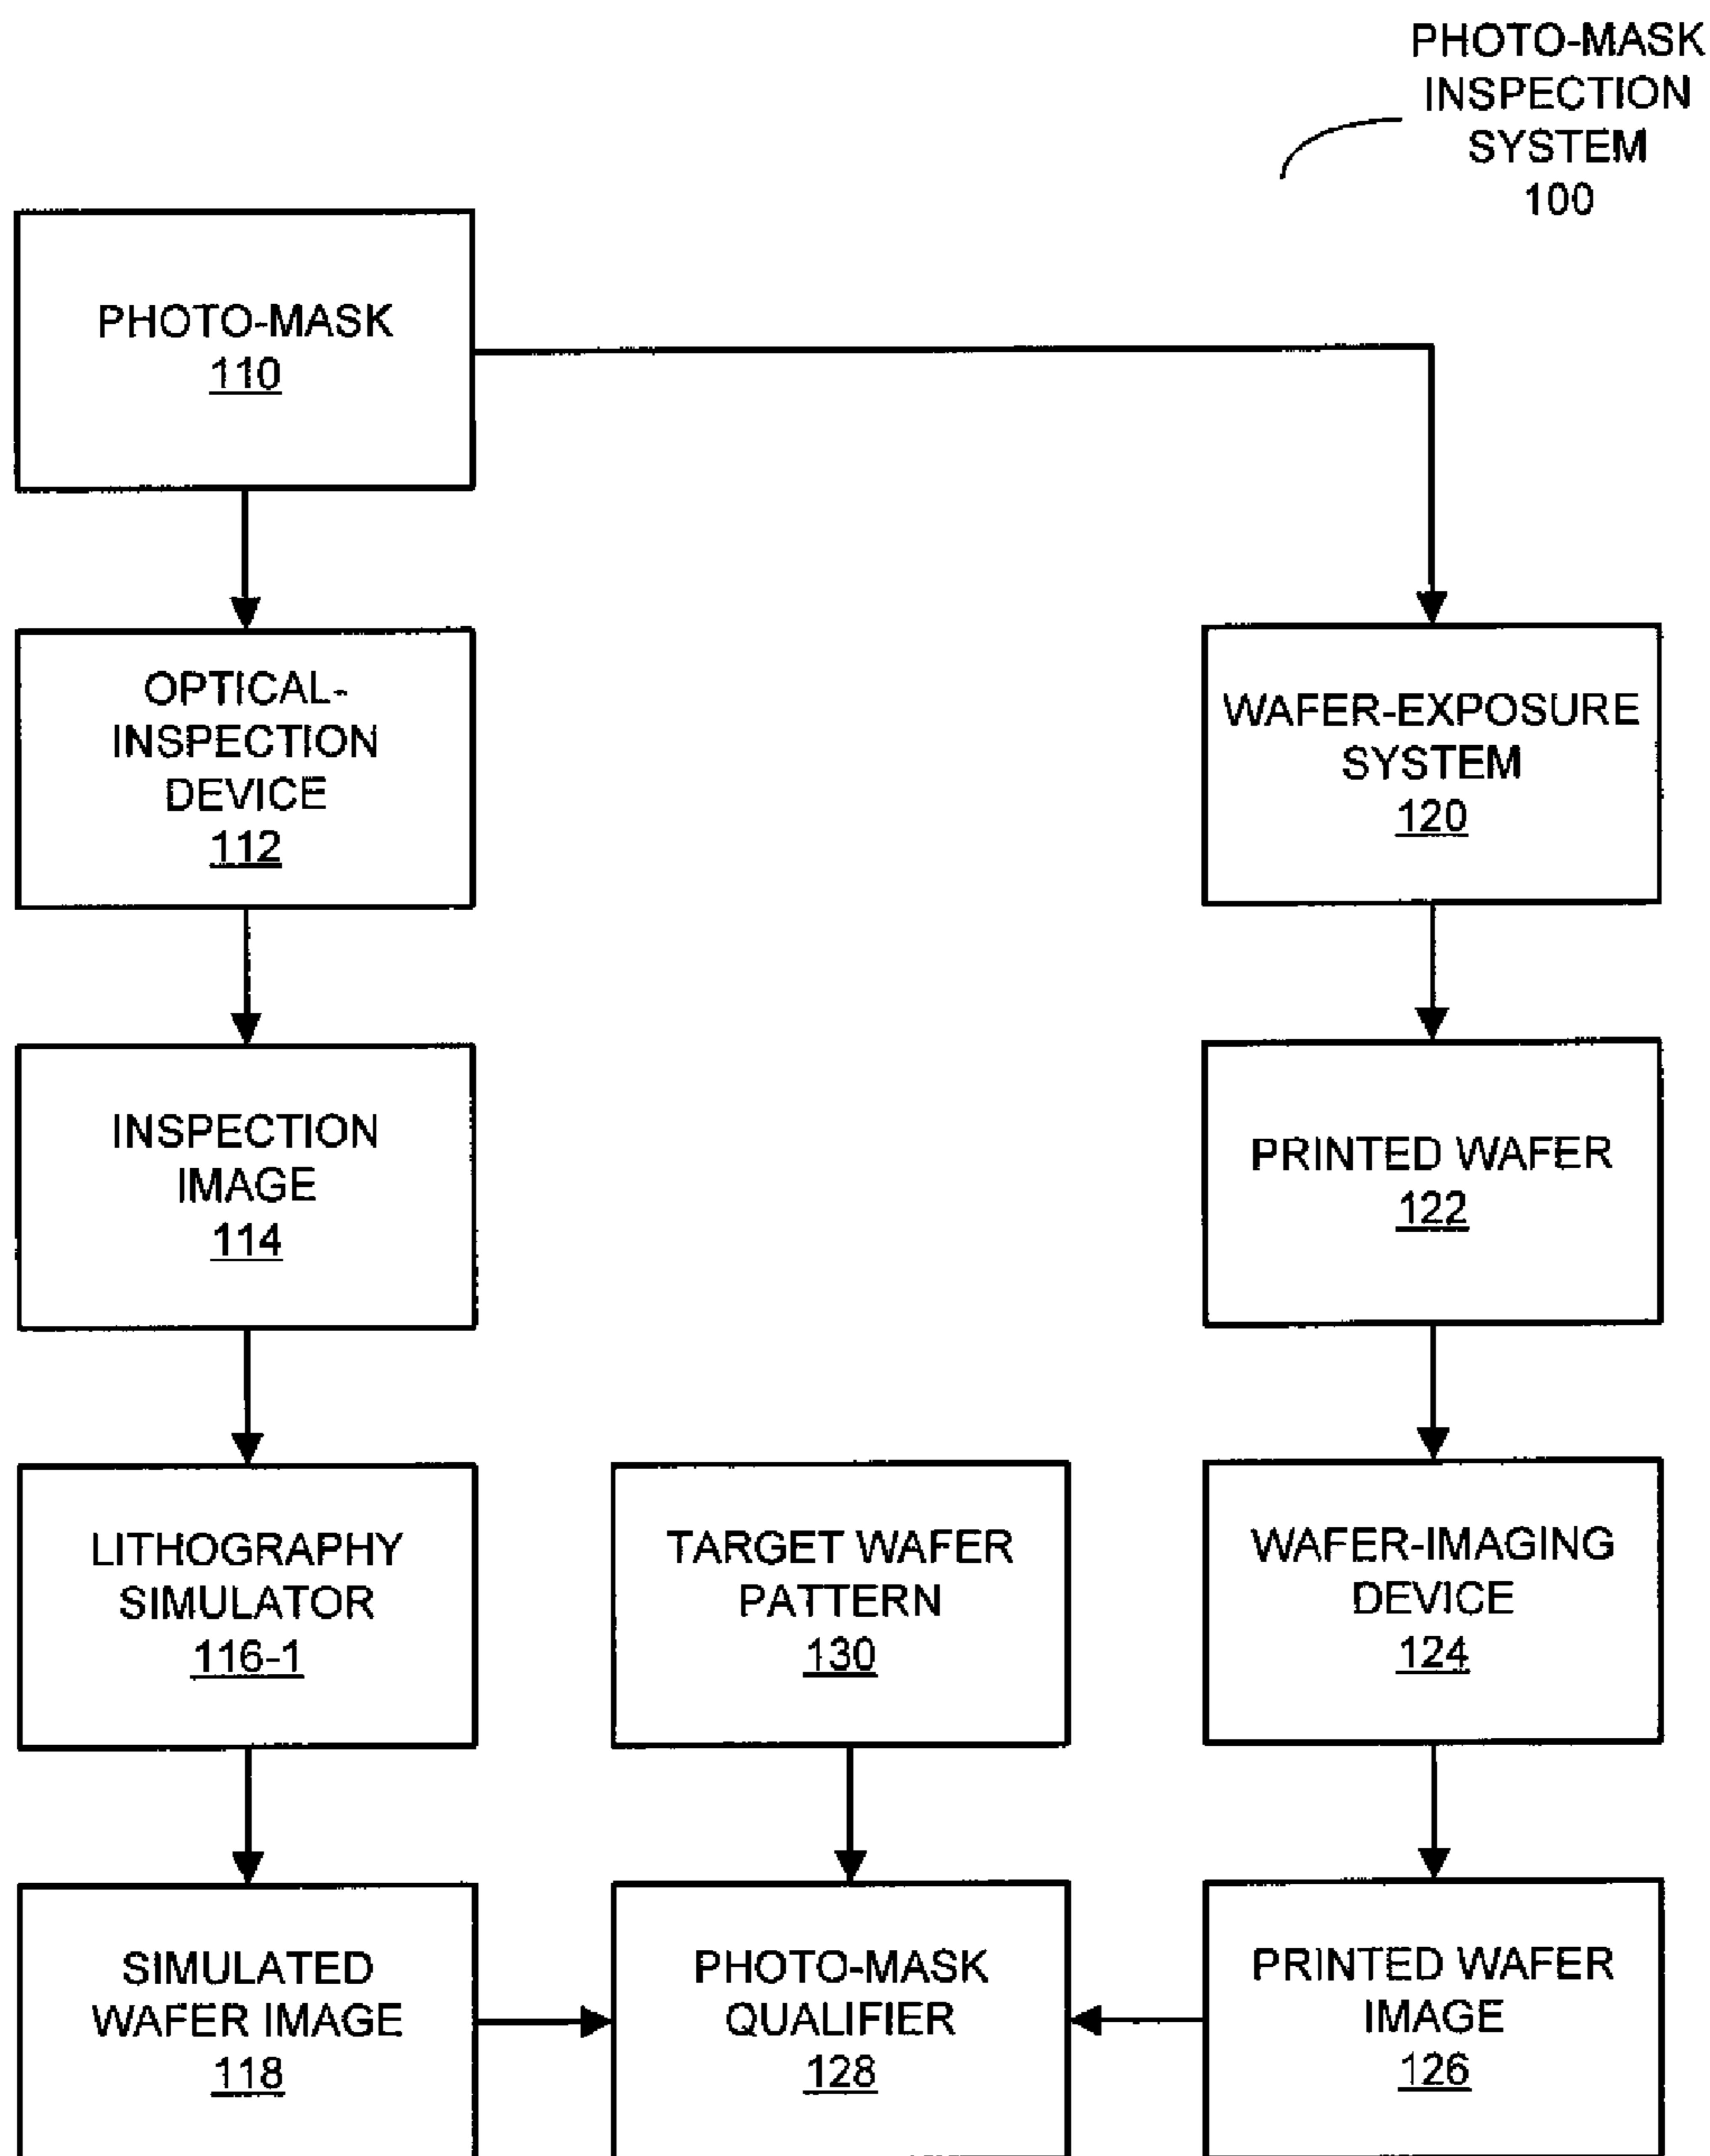 PHOTO-MASK
INSPECTION
SYSTEM
100
PHOTO-MASK
110
OPTICAL-
INSPECTION
DEVICE
112
WAFER-EXPOSURE
SYSTEM
120
INSPECTION
IMAGE
114
PRINTED WAFER
122
LITHOGRAPHY
SIMULATOR
116-1
TARGET WAFER
PATTERN
130
WAFER-IMAGING
DEVICE
124
SIMULATED
WAFER IMAGE
118
PHOTO-MASK
QUALIFIER
128
PRINTED WAFER
IMAGE
126